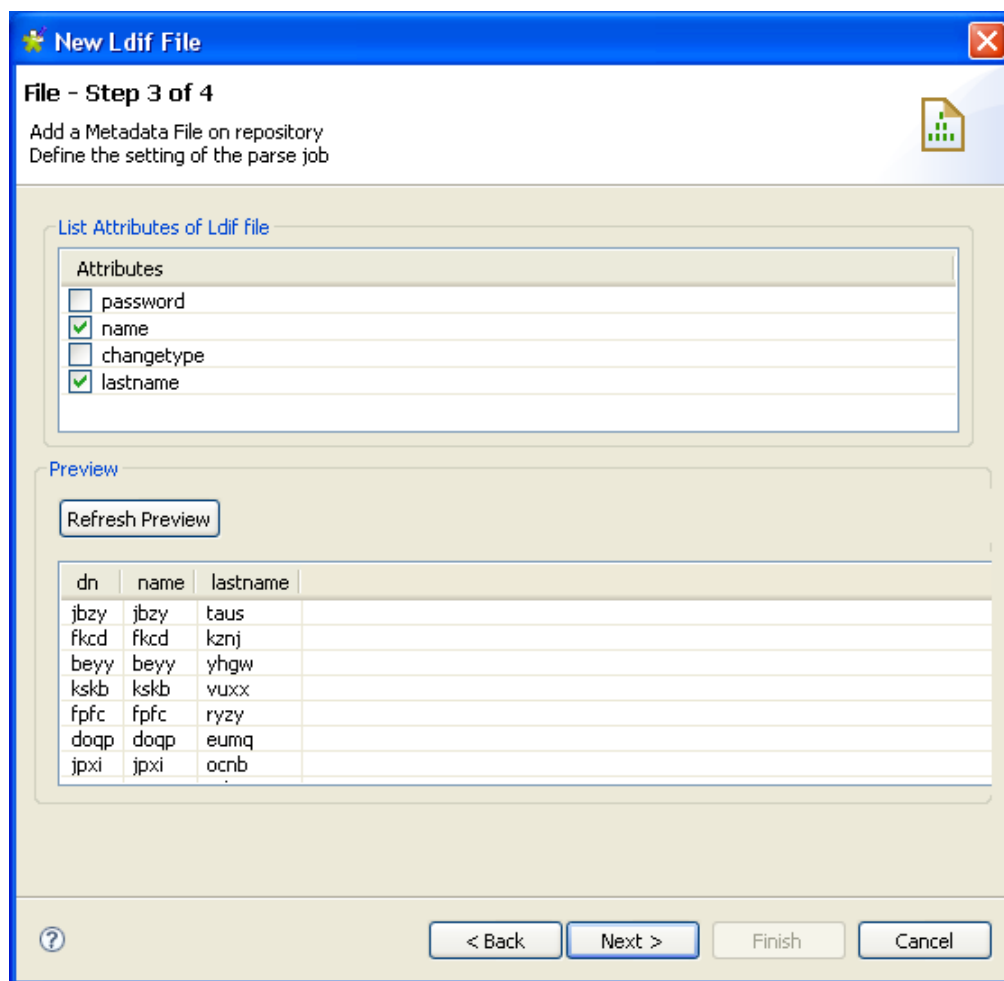 New Ldif File
File - Step 3 of 4
Add a Metadata File on repository
Define the setting of the parse job
List Attributes of Ldif file
Attributes
password
name
changetype
lastname
Preview
Refresh Preview
dn name lastname
jbzy jbzy taus
fkcd fkcd kznj
beyy beyy yhgw
kskb kskb vuxx
fpfc fpfc ryzy
doqp doqp eumq
jpxi jpxi ocnb
< Back Next > Finish Cancel